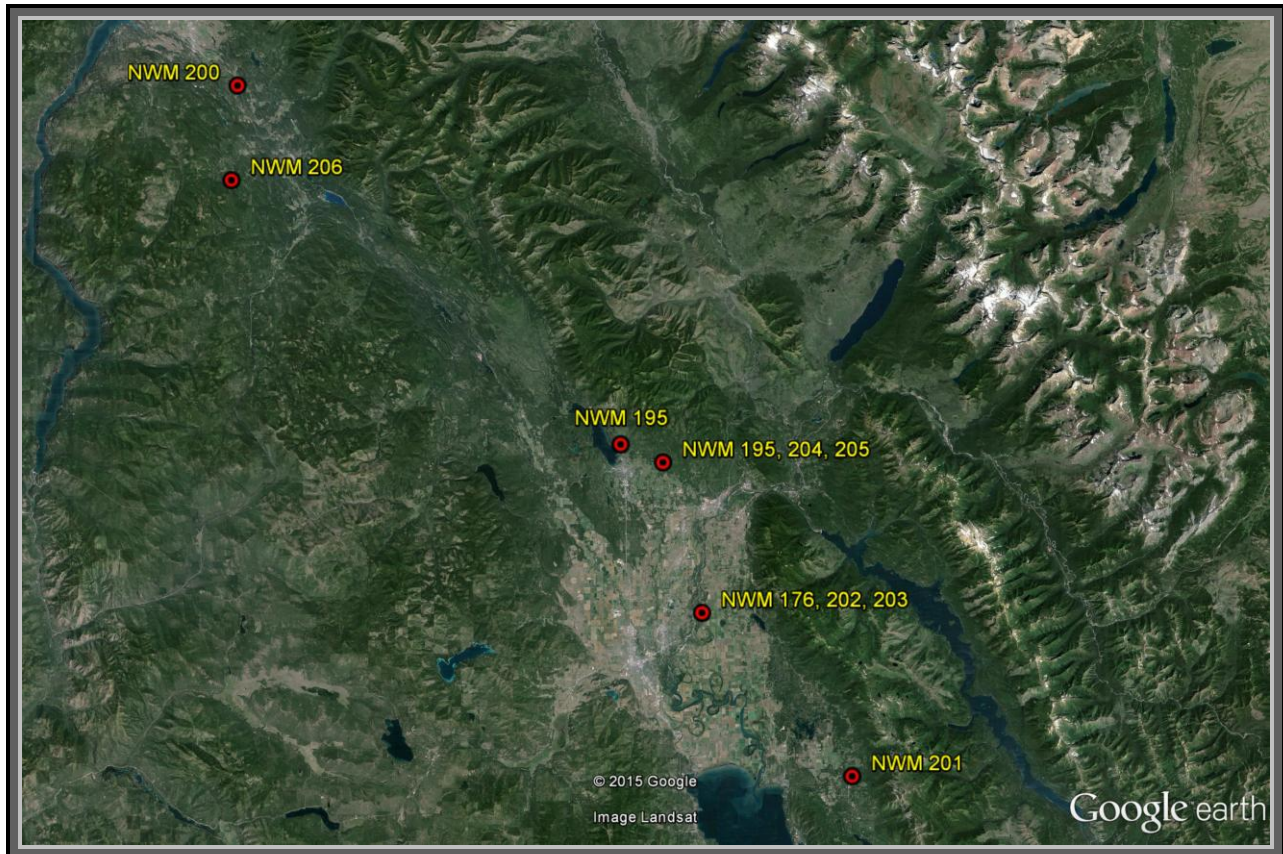 NWM 200
NWM 206
NWM 195
NWM 195, 204, 205
NWM 176, 202, 203
NWM 201
© 2015 Google
Image Landsat
Google earth